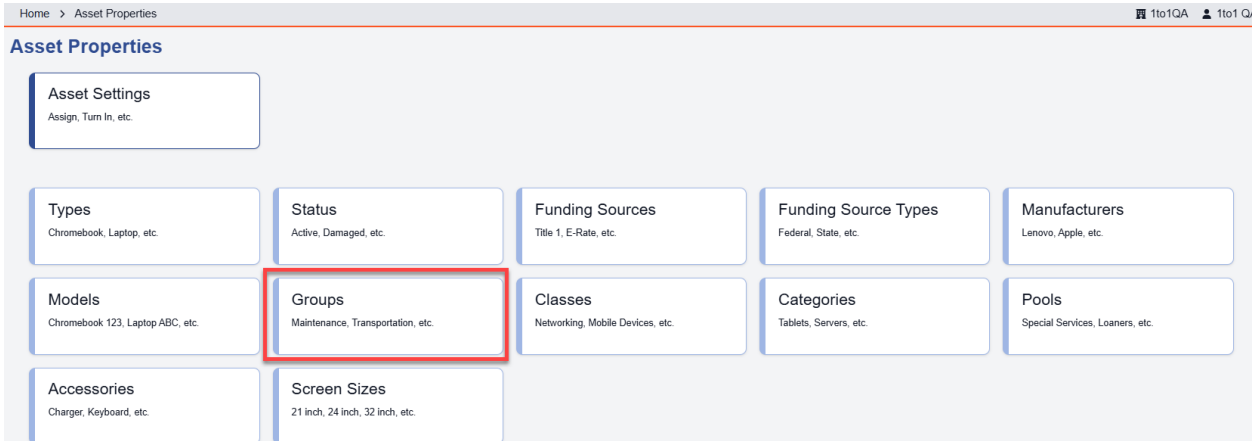 Home > Asset Properties
1to1QA 1to1 QA
Asset Properties
Asset Settings
Assign, Turn In, etc.
Types
Chromebook, Laptop, etc.
Status
Active, Damaged, etc.
Funding Sources
Title 1, E-Rate, etc.
Funding Source Types
Federal, State, etc.
Manufacturers
Lenovo, Apple, etc.
Models
Chromebook 123, Laptop ABC, etc.
Groups
Maintenance, Transportation, etc.
Classes
Networking, Mobile Devices, etc.
Categories
Tablets, Servers, etc.
Pools
Special Services, Loaners, etc.
Accessories
Charger, Keyboard, etc.
Screen Sizes
21 inch, 24 inch, 32 inch, etc.